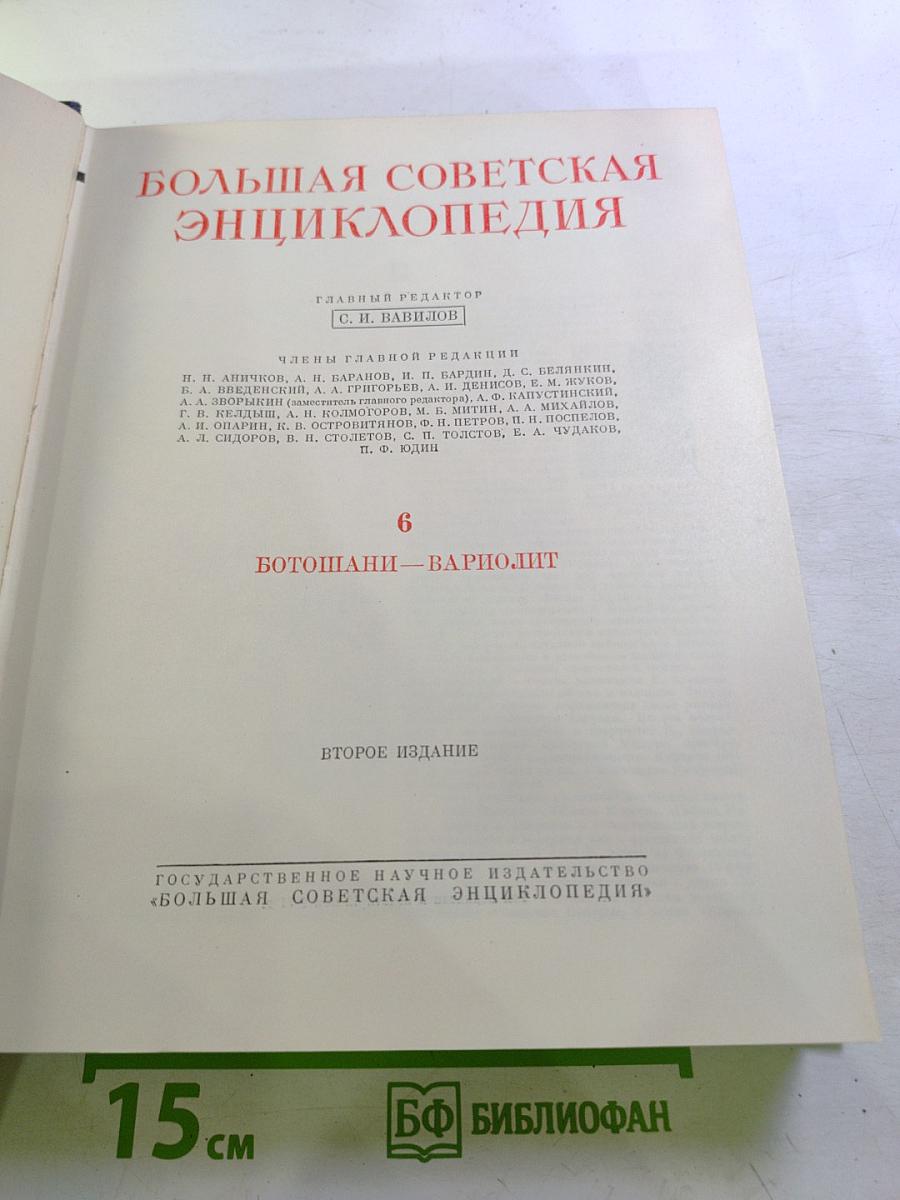 БОЛЬШАЯ СОВЕТСКАЯ
ЭНЦИКЛОПЕДИЯ
ГЛАВНЫЙ РЕДАКТОР
С. И. ВАВИЛОВ
ЧЛЕНЫ ГЛАВНОЙ РЕДАКЦИИ
Н. Н. АНИЧКОВ, А. Н. БАРАНОВ, И. П. БАРДИН, Д. С. БЕЛЯНКИН,
Б. А. ВВЕДЕНСКИЙ, А. А. ГРИГОРЬЕВ, А. И. ДЕНИСОВ, Е. М. ЖУКОВ,
А. А. ЗВОРЫКИН (заместитель главного редактора), А. Ф. КАПУСТИНСКИЙ,
Г. В. КЕЛДЫШ, А. Н. КОЛМОГОРОВ, М. Б. МИТИН, А. А. МИХАЙЛОВ,
А. И. ОПАРИН, К. В. ОСТРОВИТЯНОВ, Ф. Н. ПЕТРОВ, П. Н. ПОСПЕЛОВ,
А. Л. СИДОРОВ, В. Н. СТОЛЕТОВ, С. П. ТОЛСТОВ, Е. А. ЧУДАКОВ,
П. Ф. ЮДИН
6
БОТОШАНИ—ВАРИОЛИТ
ВТОРОЕ ИЗДАНИЕ
ГОСУДАРСТВЕННОЕ НАУЧНОЕ ИЗДАТЕЛЬСТВО
«БОЛЬШАЯ СОВЕТСКАЯ ЭНЦИКЛОПЕДИЯ»
15 см
БФ БИБЛИОФАН